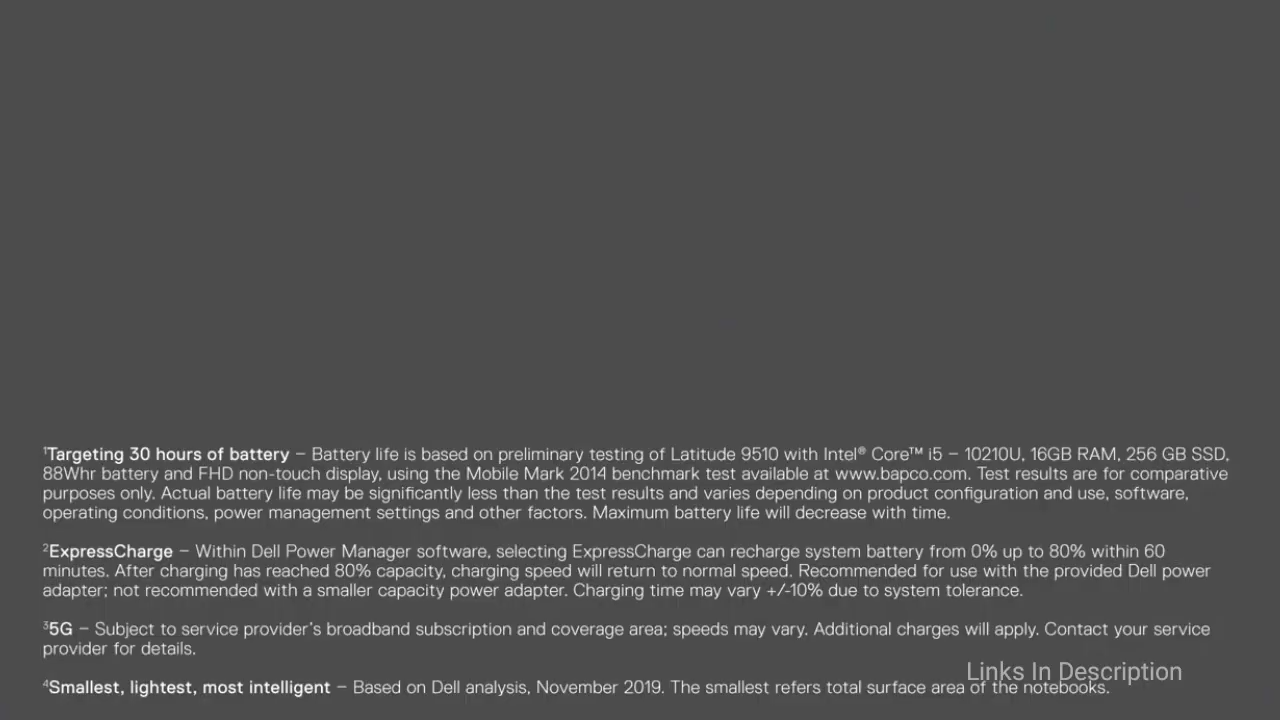 ¹Targeting 30 hours of battery – Battery life is based on preliminary testing of Latitude 9510 with Intel® Core™ i5 – 10210U, 16GB RAM, 256 GB SSD,
88Whr battery and FHD non-touch display, using the Mobile Mark 2014 benchmark test available at www.bapco.com. Test results are for comparative
purposes only. Actual battery life may be significantly less than the test results and varies depending on product configuration and use, software,
operating conditions, power management settings and other factors. Maximum battery life will decrease with time.
²ExpressCharge – Within Dell Power Manager software, selecting ExpressCharge can recharge system battery from 0% up to 80% within 60
minutes. After charging has reached 80% capacity, charging speed will return to normal speed. Recommended for use with the provided Dell power
adapter; not recommended with a smaller capacity power adapter. Charging time may vary +/-10% due to system tolerance.
³5G – Subject to service provider's broadband subscription and coverage area; speeds may vary. Additional charges will apply. Contact your service
provider for details.
Links In Description
⁴Smallest, lightest, most intelligent – Based on Dell analysis, November 2019. The smallest refers total surface area of the notebooks.